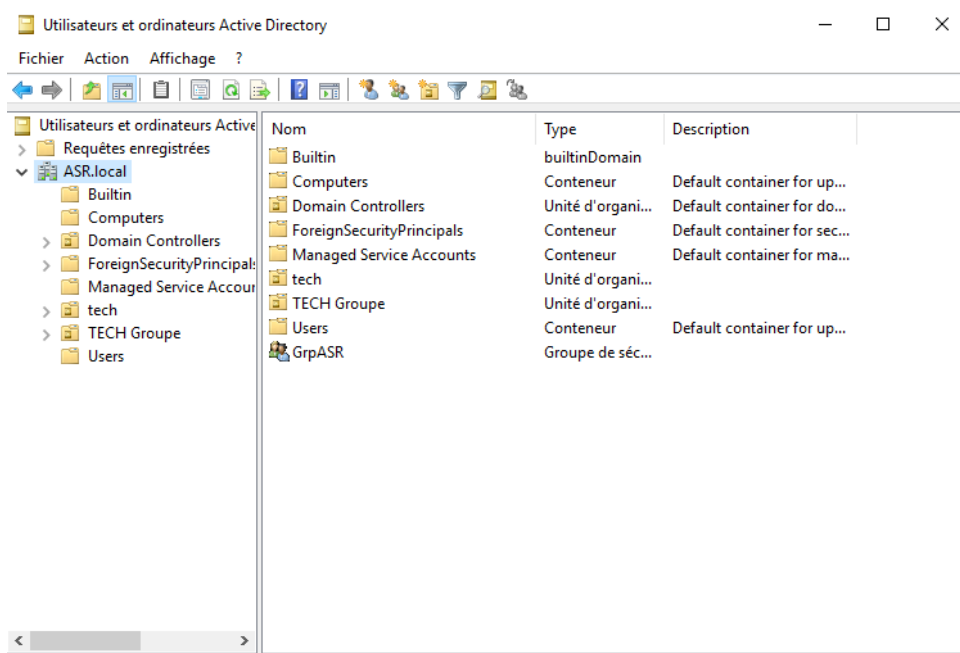 Utilisateurs et ordinateurs Active Directory
Fichier Action Affichage ?
Utilisateurs et ordinateurs Active
Requêtes enregistrées
ASR.local
Builtin
Computers
Domain Controllers
ForeignSecurityPrincipals
Managed Service Accour
tech
TECH Groupe
Users
Nom Type Description
Builtin builtinDomain
Computers Conteneur Default container for up...
Domain Controllers Unité d'organi... Default container for do...
ForeignSecurityPrincipals Conteneur Default container for sec...
Managed Service Accounts Conteneur Default container for ma...
tech Unité d'organi...
TECH Groupe Unité d'organi...
Users Conteneur Default container for up...
GrpASR Groupe de séc...